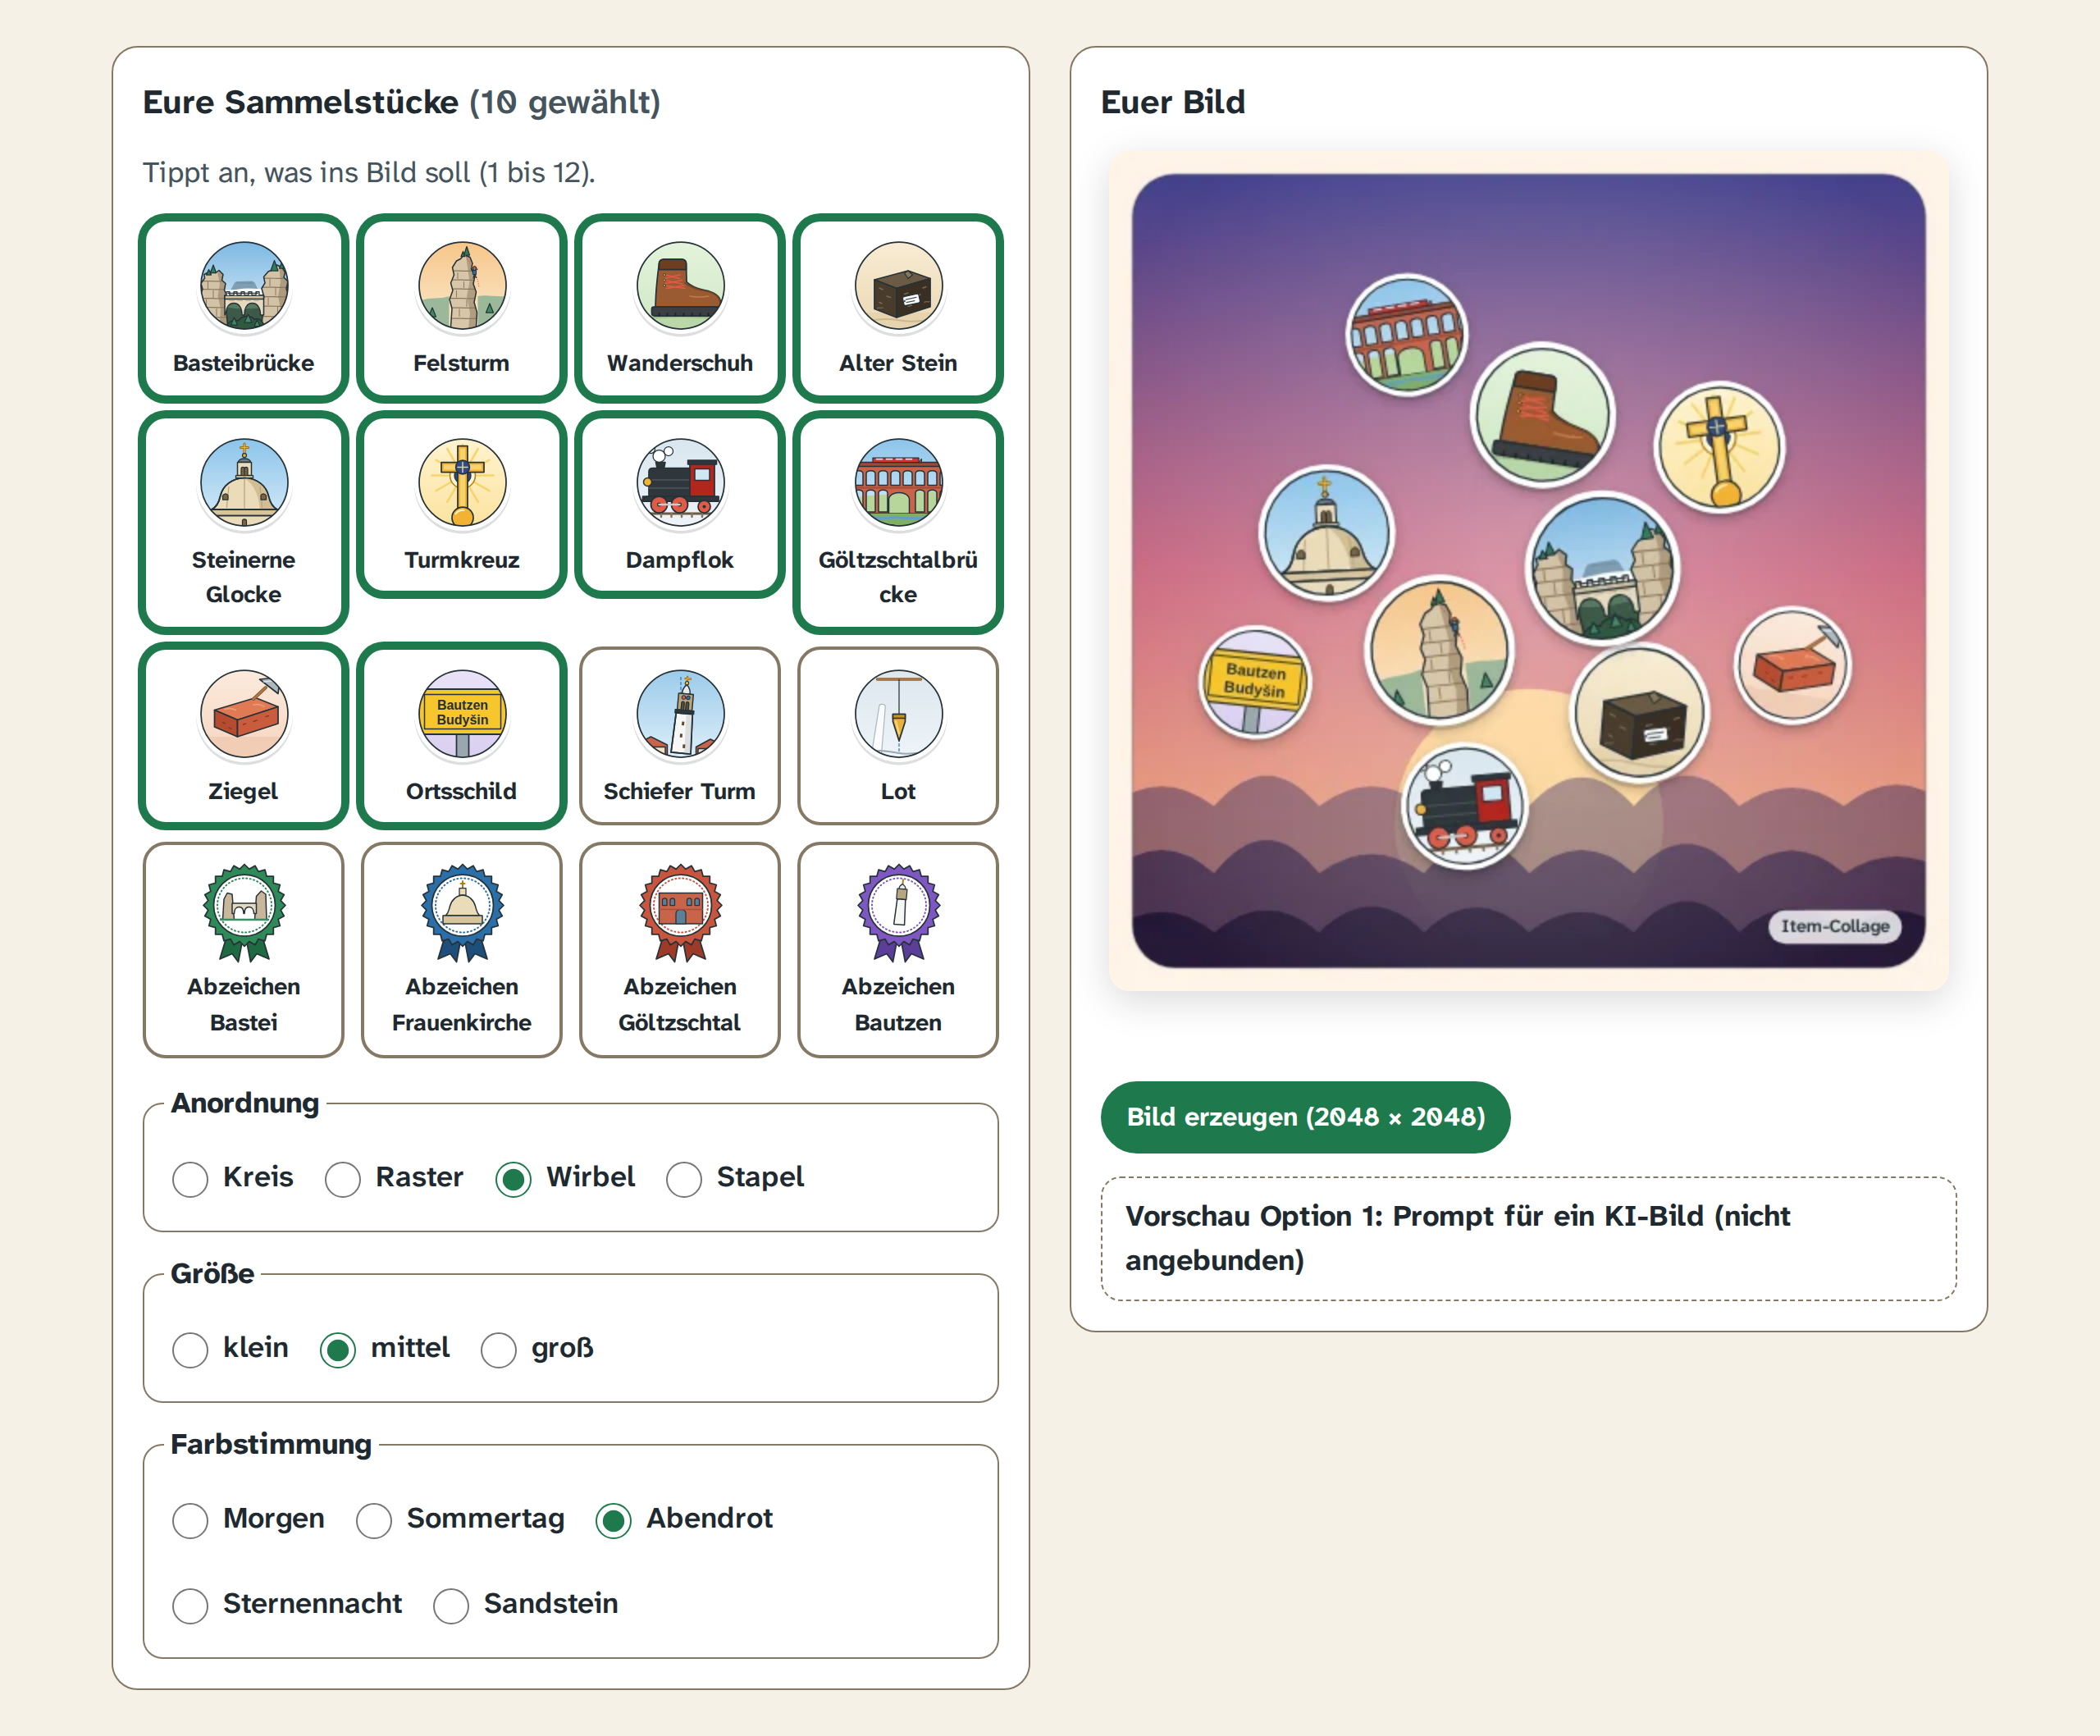 Eure Sammelstücke (10 gewählt)
Tippt an, was ins Bild soll (1 bis 12).
Basteibrücke
Felsturm
Wanderschuh
Alter Stein
Steinerne
Glocke
Turmkreuz
Dampflok
Göltzschtalbrü
cke
Ziegel
Bautzen
Budyšin
Ortsschild
Schiefer Turm
Lot
Abzeichen
Bastei
Abzeichen
Frauenkirche
Abzeichen
Göltzschtal
Abzeichen
Bautzen
Anordnung
Kreis
Raster
Wirbel
Stapel
Größe
klein
mittel
groß
Farbstimmung
Morgen
Sommertag
Abendrot
Sternennacht
Sandstein
Euer Bild
Bautzen
Budyšin
Item-Collage
Bild erzeugen (2048 × 2048)
Vorschau Option 1: Prompt für ein KI-Bild (nicht
angebunden)